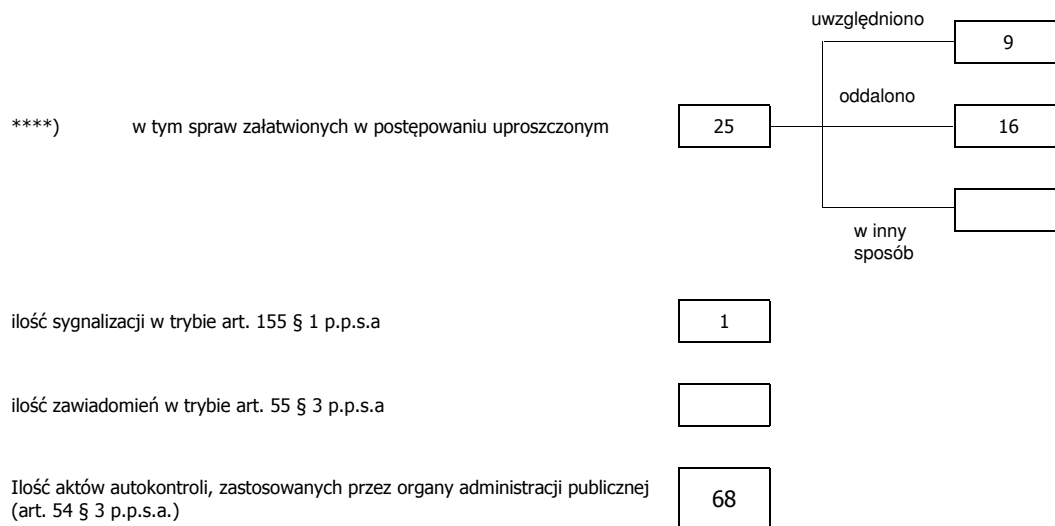 uwzględniono
9
oddalono
****) w tym spraw załatwionych w postępowaniu uproszczonym 25 16
w inny
sposób
ilość sygnalizacji w trybie art. 155 § 1 p.p.s.a 1
ilość zawiadomień w trybie art. 55 § 3 p.p.s.a
Ilość aktów autokontroli, zastosowanych przez organy administracji publicznej
(art. 54 § 3 p.p.s.a.)
68